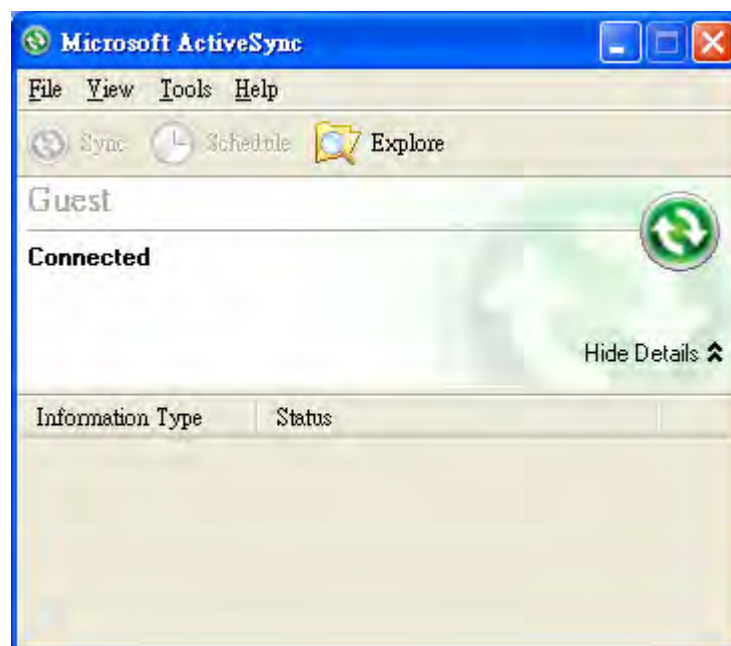 Microsoft ActiveSync
File View Tools Help
Sync Schedule Explore
Guest
Connected
Hide Details
Information Type Status